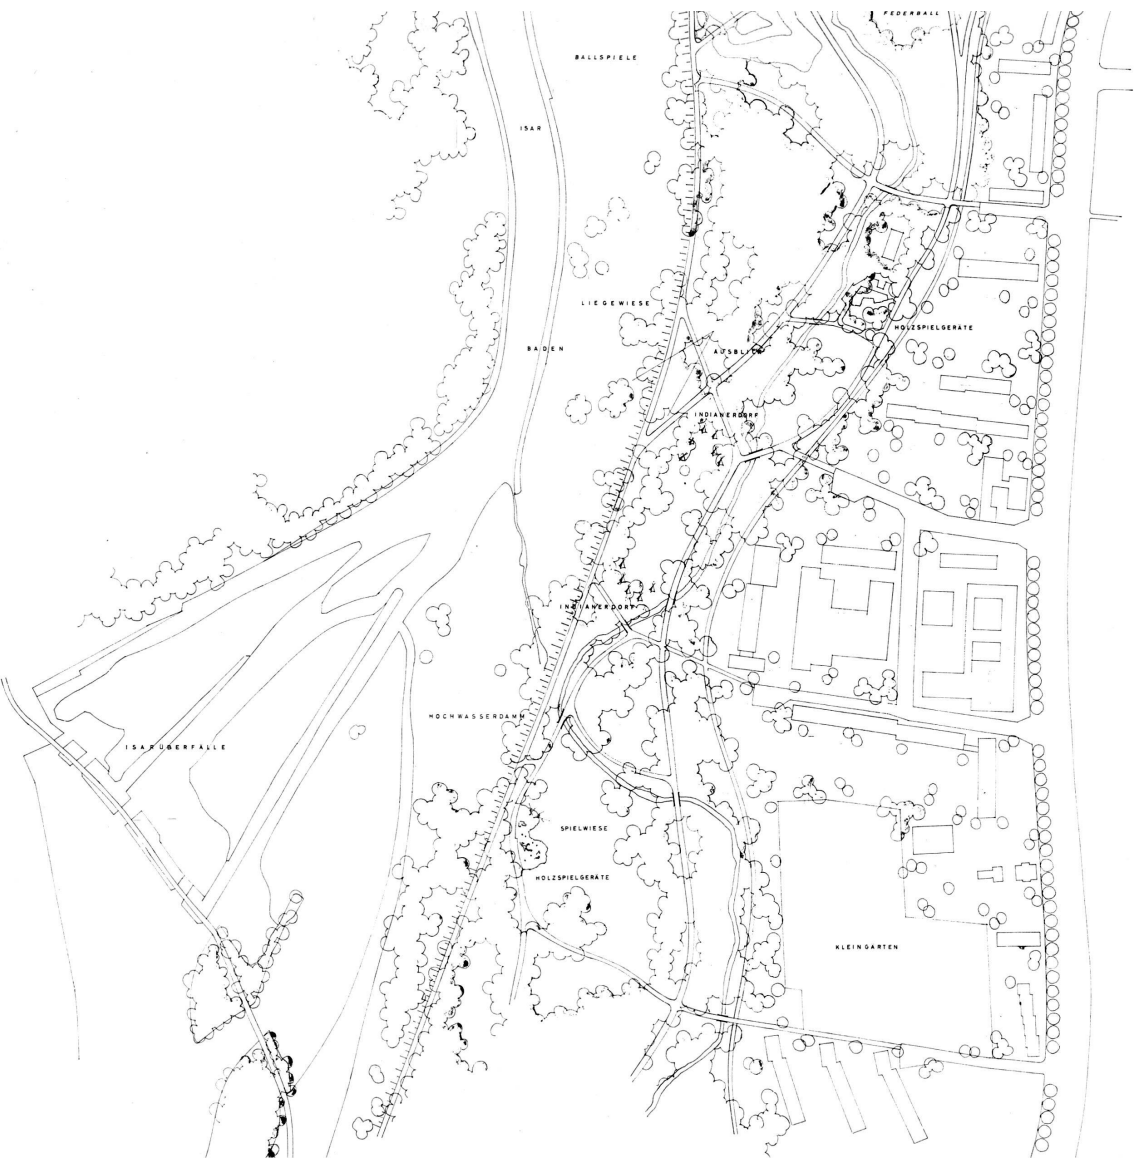 FEDERBALL
BALLSPIELE
ISAR
LIEGEWIESE
HOLZSPIELGERÄTE
BADEN
AUSBLICK
INDIANERDORF
INDIANERDORF
HOCHWASSERDAMM
ISARÜBERFÄLLE
SPIELWIESE
HOLZSPIELGERÄTE
KLEINGARTEN